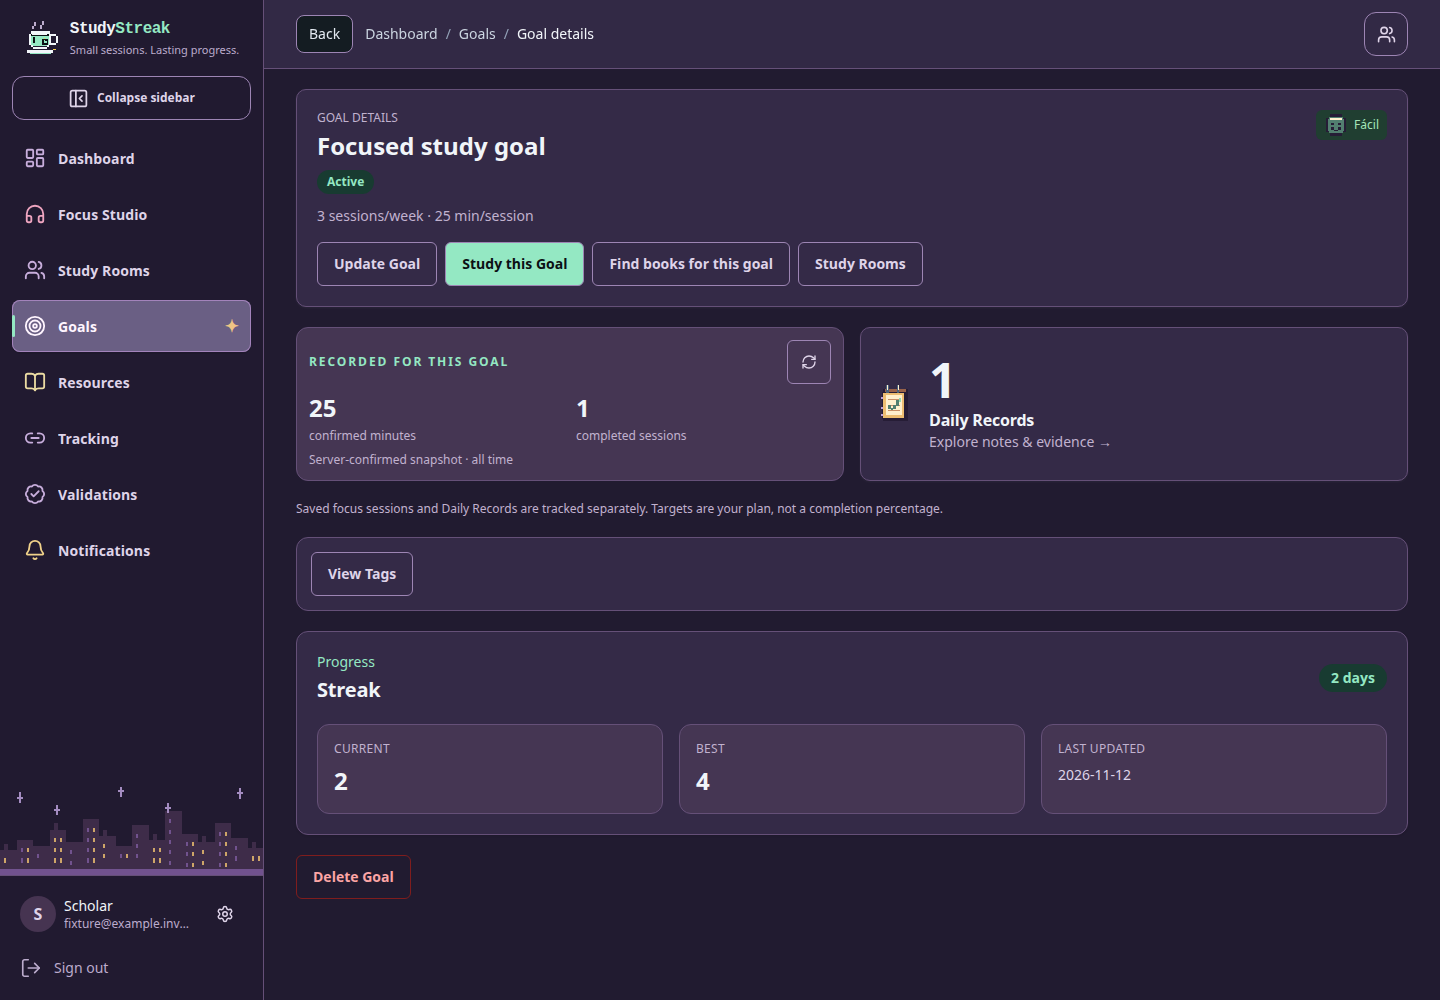 StudyStreak
Small sessions. Lasting progress.
Collapse sidebar
Dashboard
Focus Studio
Study Rooms
Goals
Resources
Tracking
Validations
Notifications
S
Scholar
fixture@example.inv...
Sign out
Back
Dashboard / Goals / Goal details
GOAL DETAILS
Focused study goal
Fácil
Active
3 sessions/week · 25 min/session
Update Goal
Study this Goal
Find books for this goal
Study Rooms
RECORDED FOR THIS GOAL
25
confirmed minutes
1
completed sessions
Server-confirmed snapshot · all time
1
Daily Records
Explore notes & evidence →
Saved focus sessions and Daily Records are tracked separately. Targets are your plan, not a completion percentage.
View Tags
Progress
Streak
2 days
CURRENT
2
BEST
4
LAST UPDATED
2026-11-12
Delete Goal